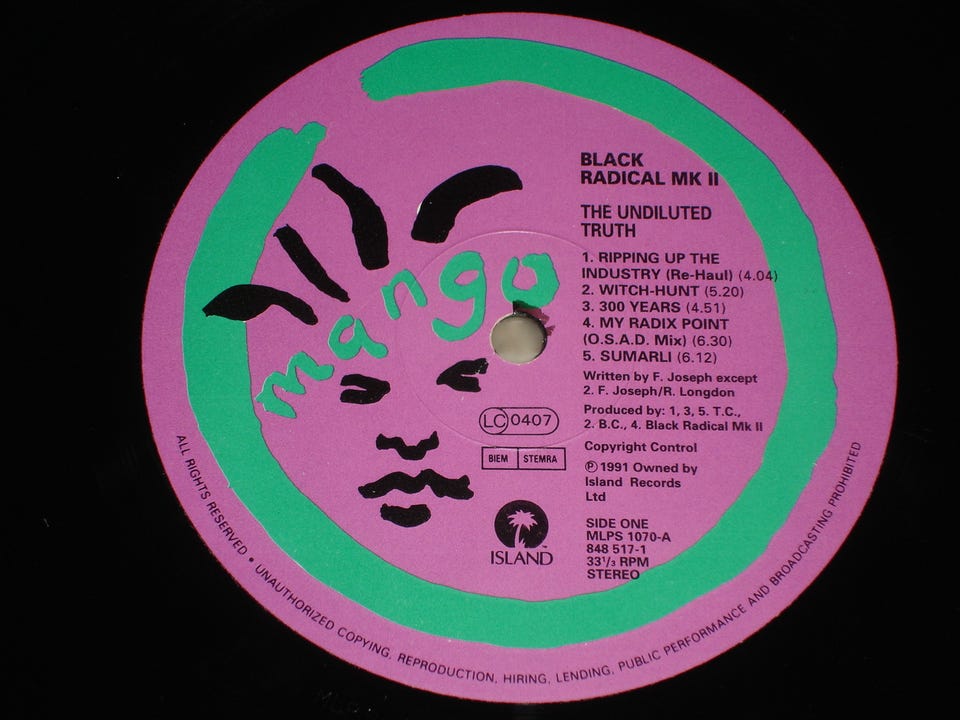 mango
BLACK
RADICAL MK II
THE UNDILUTED
TRUTH
1. RIPPING UP THE
INDUSTRY (Re-Haul) (4.04)
2. WITCH-HUNT (5.20)
3. 300 YEARS (4.51)
4. MY RADIX POINT
(O.S.A.D. Mix) (6.30)
5. SUMARLI (6.12)
Written by F. Joseph except
2. F. Joseph/R. Longdon
Produced by: 1, 3, 5. T.C.,
2. B.C., 4. Black Radical Mk II
Copyright Control
Ⓟ 1991 Owned by
Island Records
Ltd
LC 0407
BIEM STEMRA
ISLAND
SIDE ONE
MLPS 1070-A
848 517-1
33⅓ RPM
STEREO
ALL RIGHTS RESERVED • UNAUTHORIZED COPYING, REPRODUCTION, HIRING, LENDING, PUBLIC PERFORMANCE AND BROADCASTING PROHIBITED